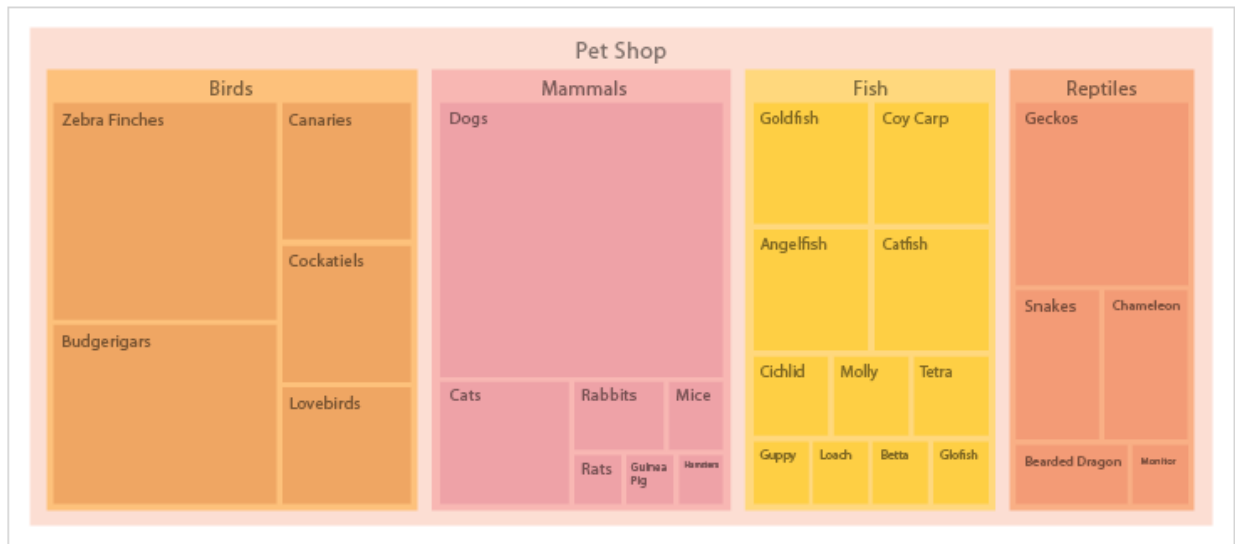 Pet Shop
Birds
Zebra Finches
Canaries
Cockatiels
Budgerigars
Lovebirds
Mammals
Dogs
Cats
Rabbits
Mice
Rats
Guinea
Pig
Hamsters
Fish
Goldfish
Coy Carp
Angelfish
Catfish
Cichlid
Molly
Tetra
Guppy
Loach
Betta
Glofish
Reptiles
Geckos
Snakes
Chameleon
Bearded Dragon
Monitor